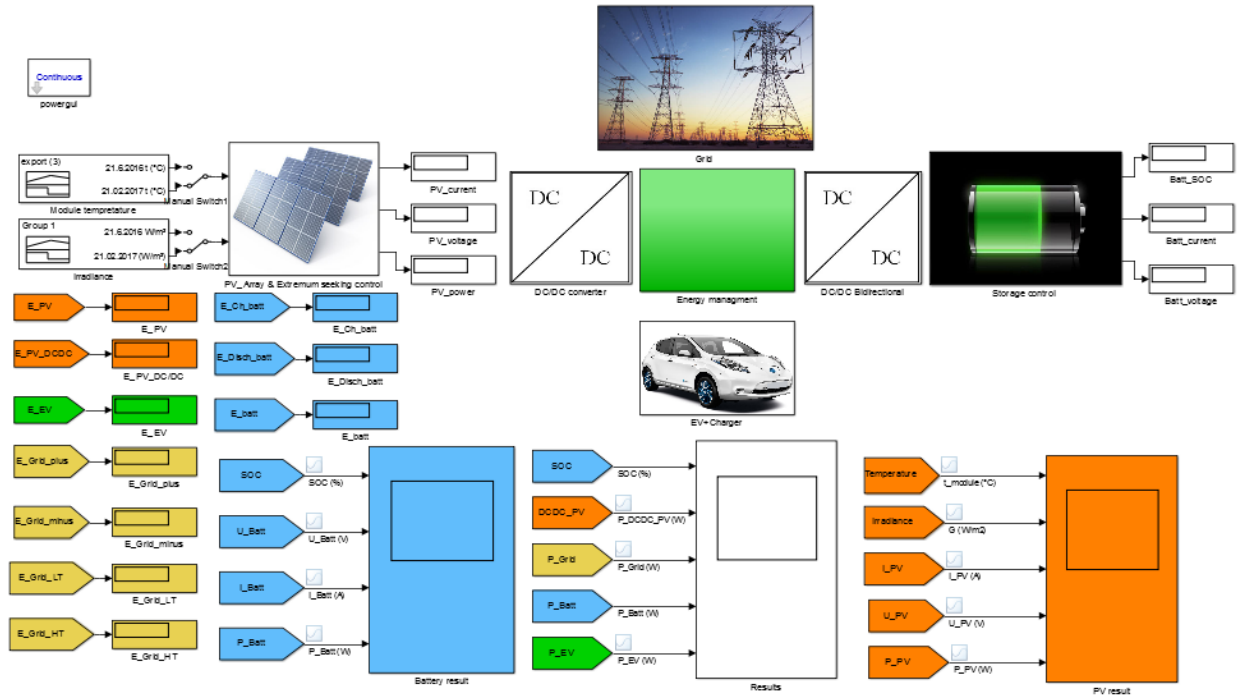 Continuous
powergui
Grid
export (3)
21.6.2016 t (°C)
21.02.2017 t (°C)
Manual Switch1
Module tempretature
Group 1
21.6.2016 W/m²
21.02.2017 (W/m²)
Manual Switch2
Irradiance
PV_Array & Extremum seeking control
PV_current
PV_voltage
PV_power
DC
DC
DC/DC converter
Energy managment
DC
DC
DC/DC Bidirectional
Storage control
Batt_SOC
Batt_current
Batt_voltage
E_PV
E_PV
E_Ch_batt
E_Ch_batt
E_PV_DCDC
E_PV_DC/DC
E_Disch_batt
E_Disch_batt
E_EV
E_EV
E_batt
E_batt
EV+Charger
E_Grid_plus
E_Grid_plus
E_Grid_minus
E_Grid_minus
E_Grid_LT
E_Grid_LT
E_Grid_HT
E_Grid_HT
SOC
SOC (%)
U_Batt
U_Batt (V)
I_Batt
I_Batt (A)
P_Batt
P_Batt (W)
Battery result
SOC
SOC (%)
DCDC_PV
P_DCDC_PV (W)
P_Grid
P_Grid (W)
P_Batt
P_Batt (W)
P_EV
P_EV (W)
Results
Temperature
t_module (°C)
Irradiance
G (W/m2)
I_PV
I_PV (A)
U_PV
U_PV (V)
P_PV
P_PV (W)
PV result